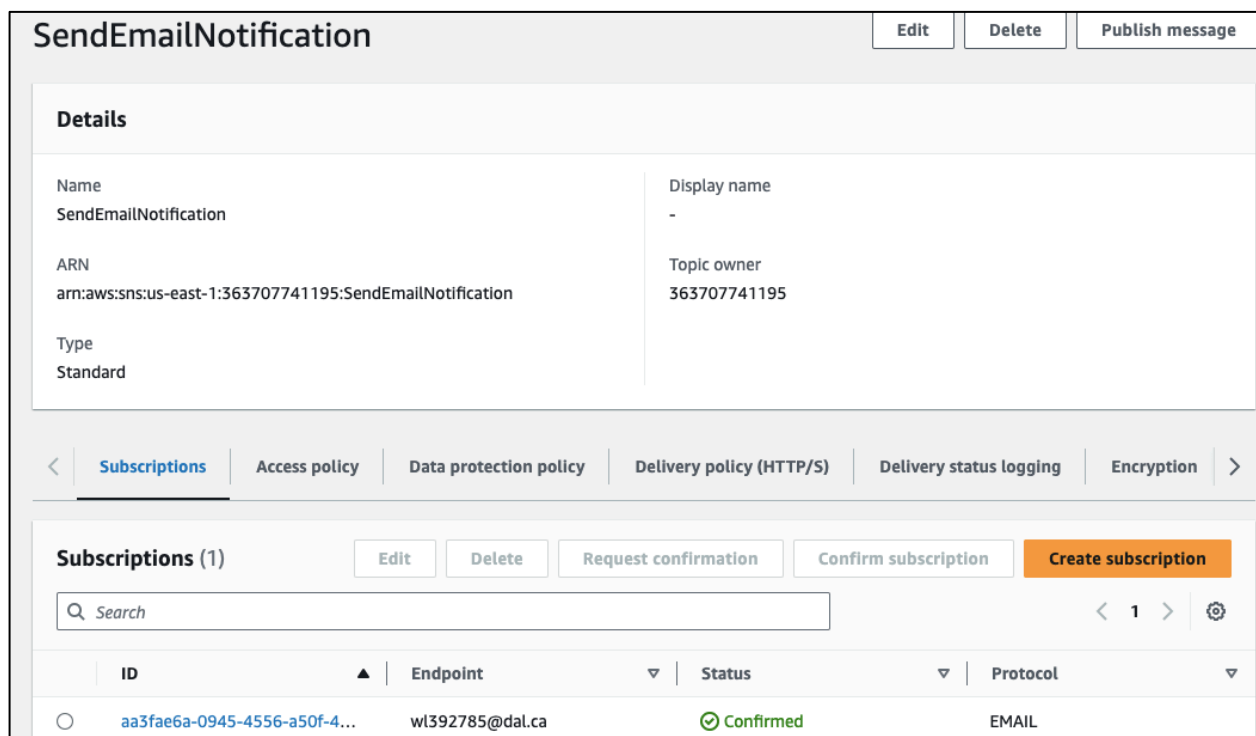 SendEmailNotification
Edit
Delete
Publish message
Details
Name
SendEmailNotification
Display name
-
ARN
arn:aws:sns:us-east-1:363707741195:SendEmailNotification
Topic owner
363707741195
Type
Standard
Subscriptions
Access policy
Data protection policy
Delivery policy (HTTP/S)
Delivery status logging
Encryption
Subscriptions (1)
Edit
Delete
Request confirmation
Confirm subscription
Create subscription
Search
1
ID
Endpoint
Status
Protocol
aa3fae6a-0945-4556-a50f-4...
wl392785@dal.ca
Confirmed
EMAIL